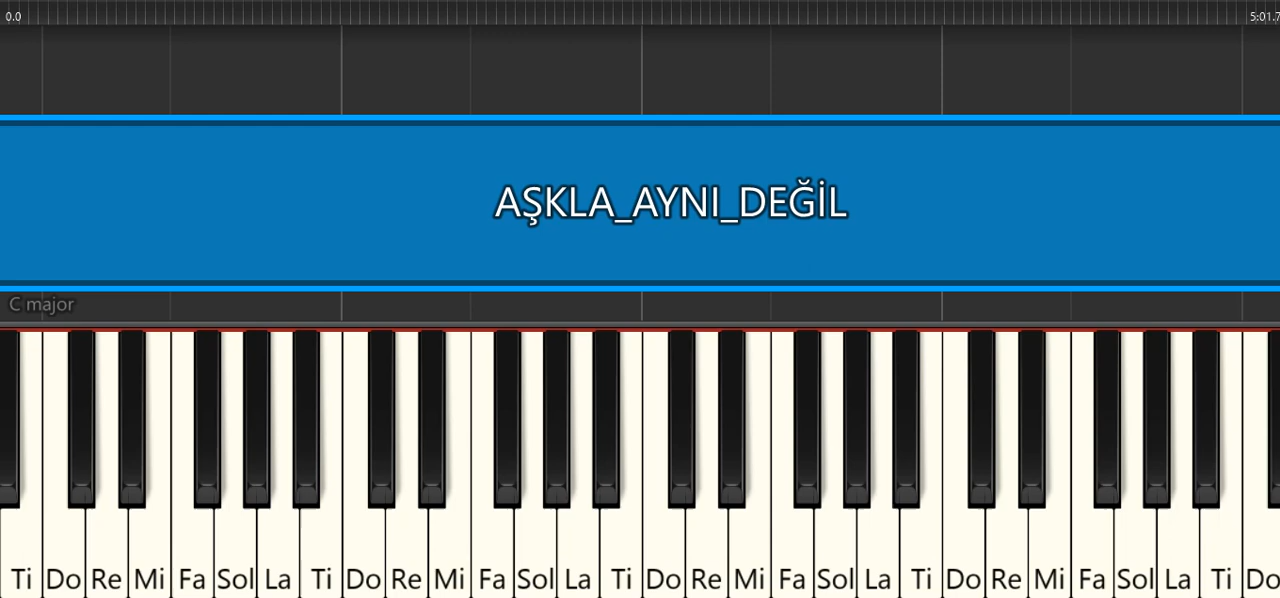 0.0 5:01.7
AŞKLA_AYNI_DEĞİL
C major
Ti Do Re Mi Fa Sol La Ti Do Re Mi Fa Sol La Ti Do Re Mi Fa Sol La Ti Do Re Mi Fa Sol La Ti Do